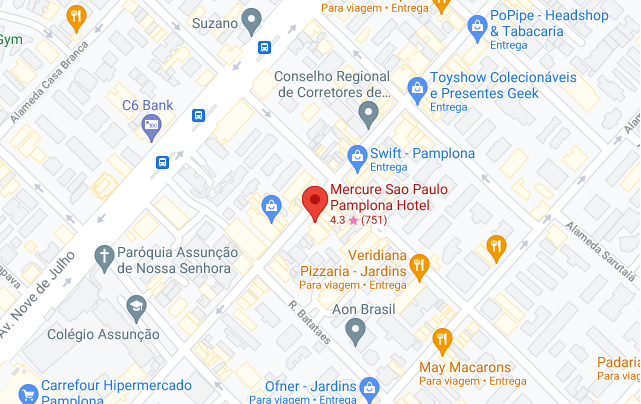 Para viagem • Entrega
Suzano
PoPipe - Headshop
& Tabacaria
Entrega
Gym
Alameda Casa Branca
Conselho Regional
de Corretores de...
Toyshow Colecionáveis
e Presentes Geek
Entrega
C6 Bank
Swift - Pamplona
Entrega
Mercure Sao Paulo
Pamplona Hotel
4.3 ★ (751)
Alameda Sarutaiá
Paróquia Assunção
de Nossa Senhora
Veridiana
Pizzaria - Jardins
Para viagem • Entrega
apava
Av. Nove de Julho
R. Batataes
Aon Brasil
Colégio Assunção
May Macarons
Para viagem • Entrega
Padaria
Para viag
Carrefour Hipermercado
Pamplona
Ofner - Jardins
Para viagem • Entrega